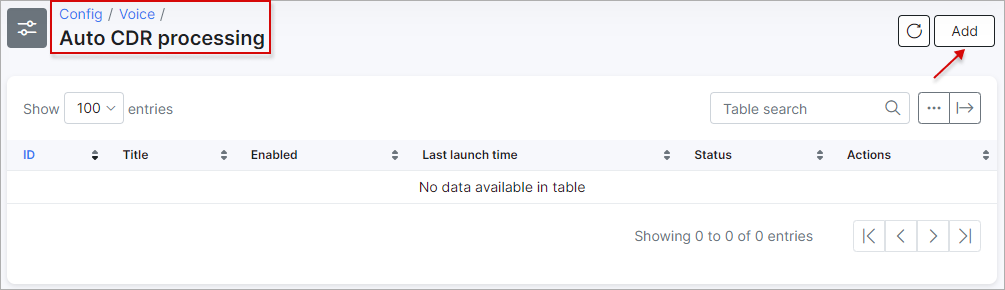 Config / Voice /
Auto CDR processing
Add
Show 100 entries
Table search
ID Title Enabled Last launch time Status Actions
No data available in table
Showing 0 to 0 of 0 entries